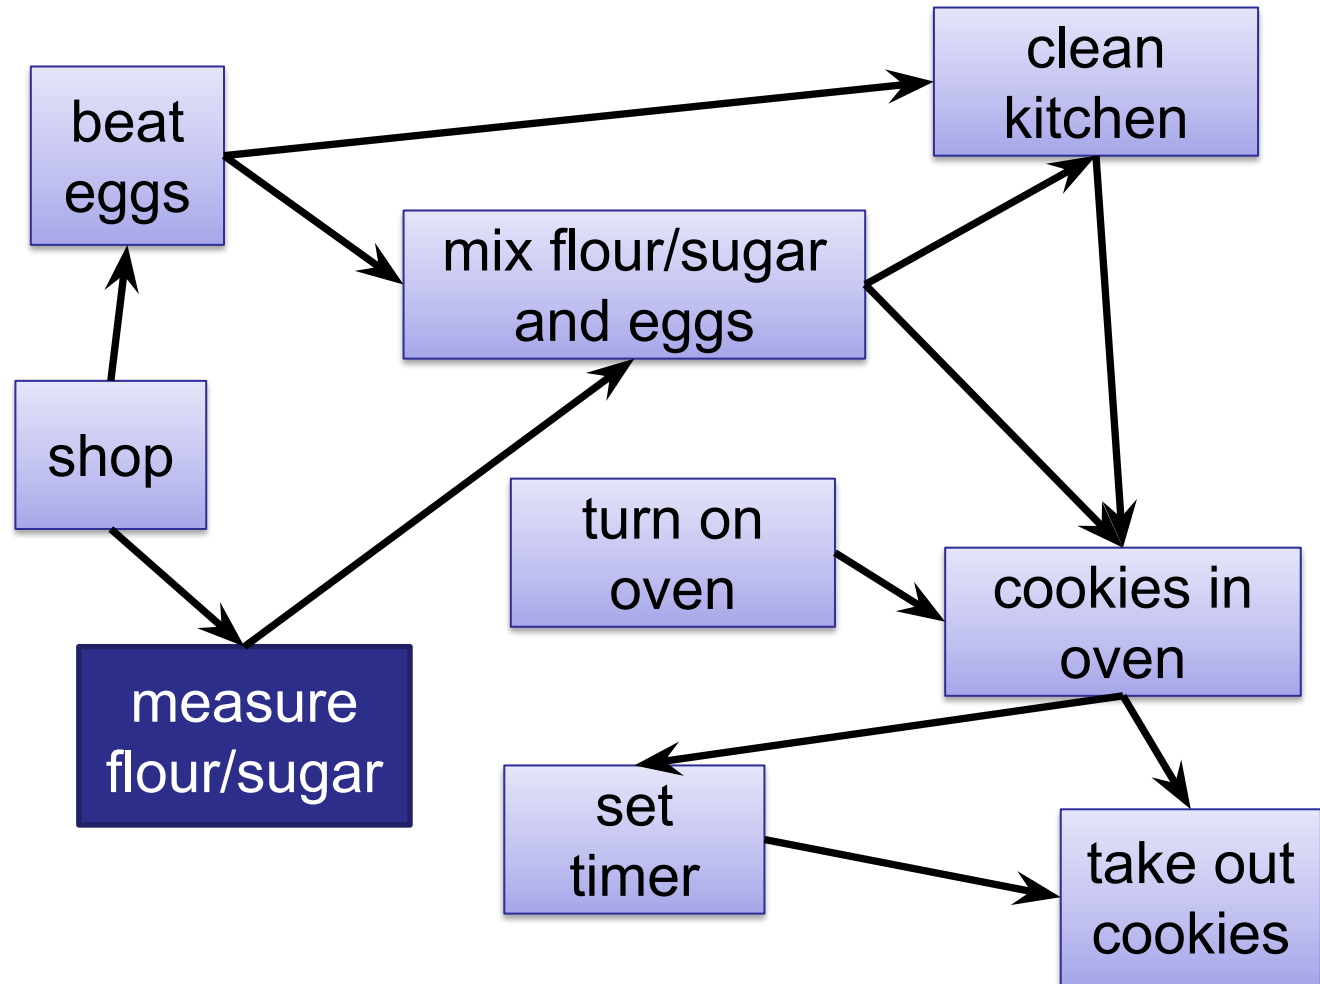 clean
kitchen
beat
eggs
mix flour/sugar
and eggs
shop
turn on
oven
cookies in
oven
measure
flour/sugar
set
timer
take out
cookies